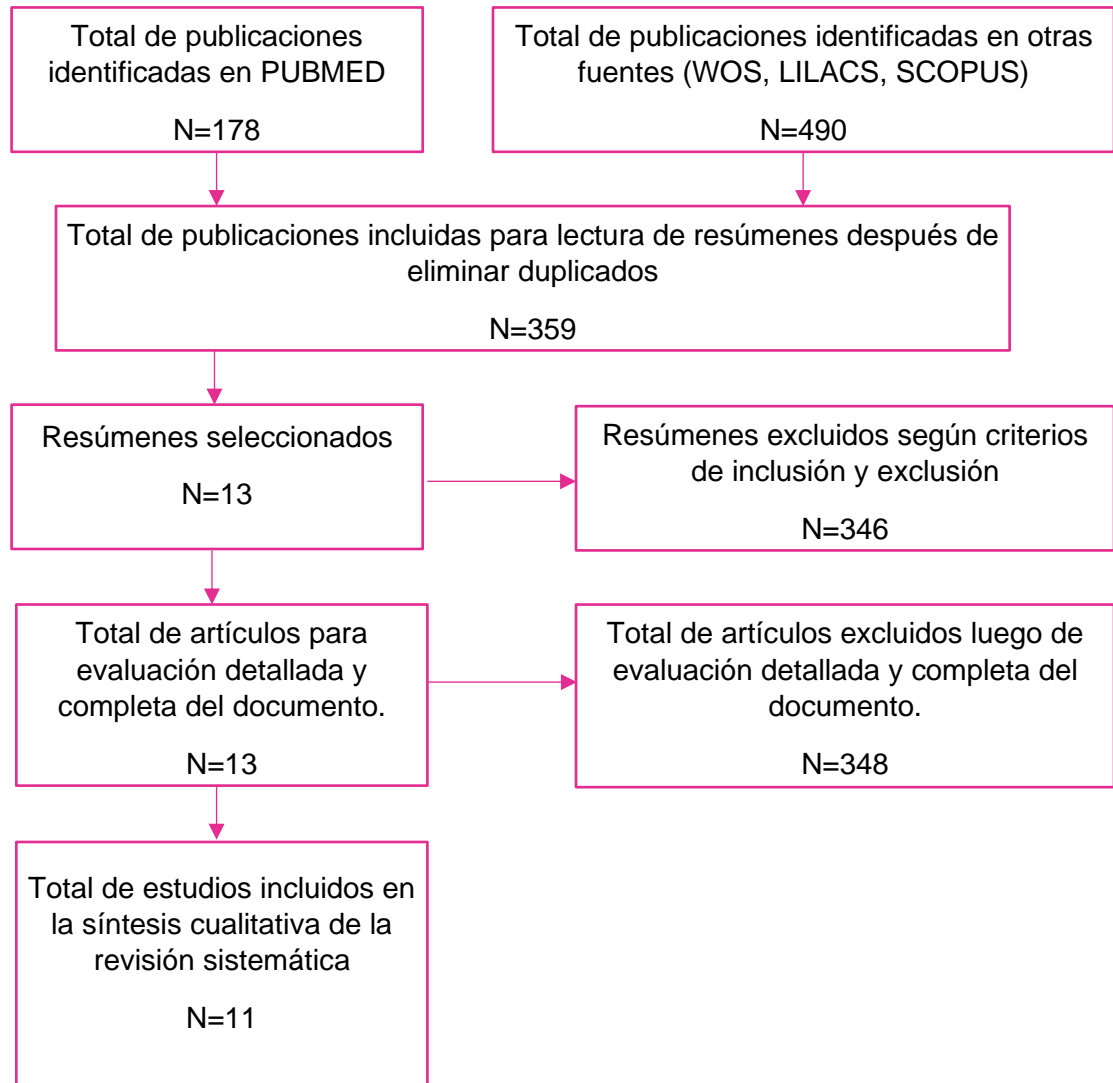 Total de publicaciones
identificadas en PUBMED
N=178
Total de publicaciones identificadas en otras
fuentes (WOS, LILACS, SCOPUS)
N=490
Total de publicaciones incluidas para lectura de resúmenes después de
eliminar duplicados
N=359
Resúmenes seleccionados
N=13
Resúmenes excluidos según criterios
de inclusión y exclusión
N=346
Total de artículos para
evaluación detallada y
completa del documento.
N=13
Total de artículos excluidos luego de
evaluación detallada y completa del
documento.
N=348
Total de estudios incluidos en
la síntesis cualitativa de la
revisión sistemática
N=11